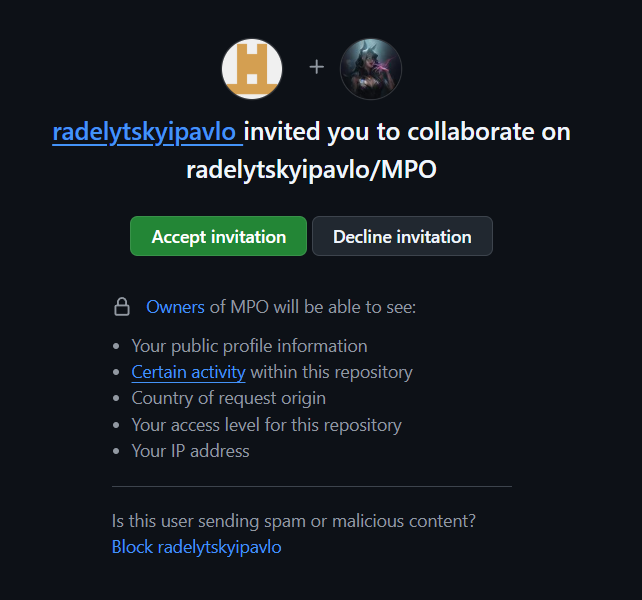 radelytskyipavlo invited you to collaborate on
radelytskyipavlo/MPO
Accept invitation Decline invitation
Owners of MPO will be able to see:
Your public profile information
Certain activity within this repository
Country of request origin
Your access level for this repository
Your IP address
Is this user sending spam or malicious content?
Block radelytskyipavlo